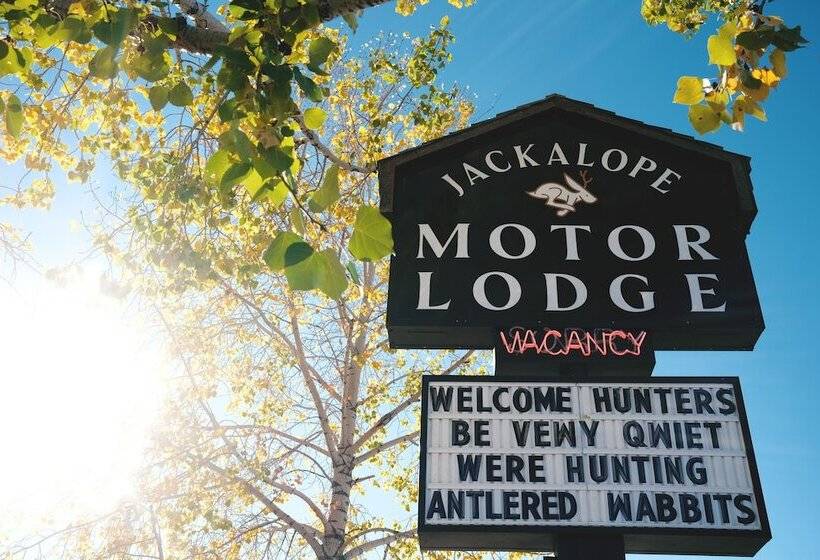 JACKALOPE
MOTOR
LODGE
VACANCY
WELCOME HUNTERS
BE VEWY QWIET
WERE HUNTING
ANTLERED WABBITS